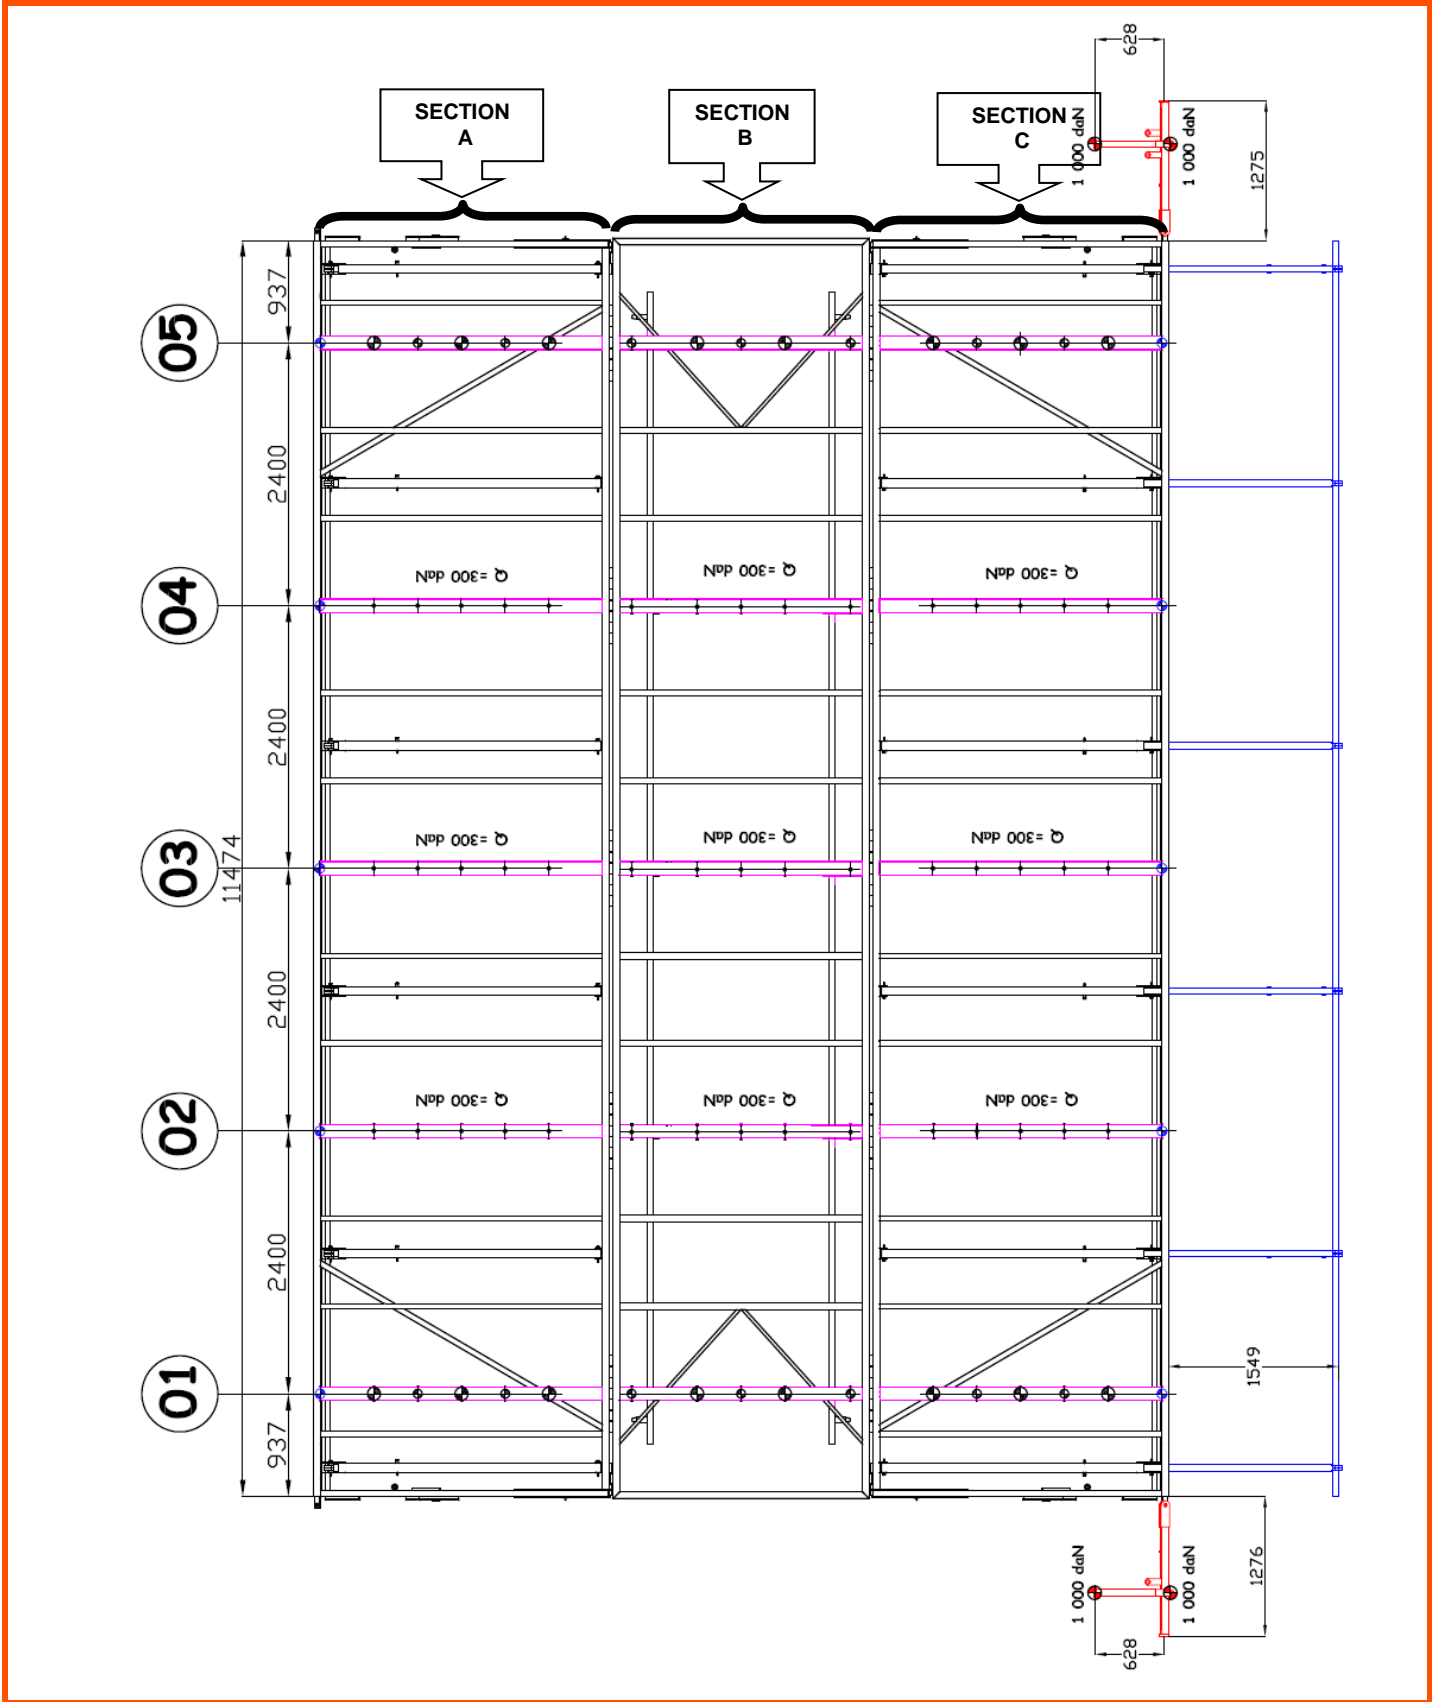 628
SECTION
A
SECTION
B
SECTION
C
1 000 daN
1 000 daN
1275
937
05
2400
Q =300 daN
Q =300 daN
Q =300 daN
04
2400
Q =300 daN
Q =300 daN
Q =300 daN
03
11474
2400
Q =300 daN
Q =300 daN
Q =300 daN
02
2400
1549
01
937
1 000 daN
1 000 daN
1276
628